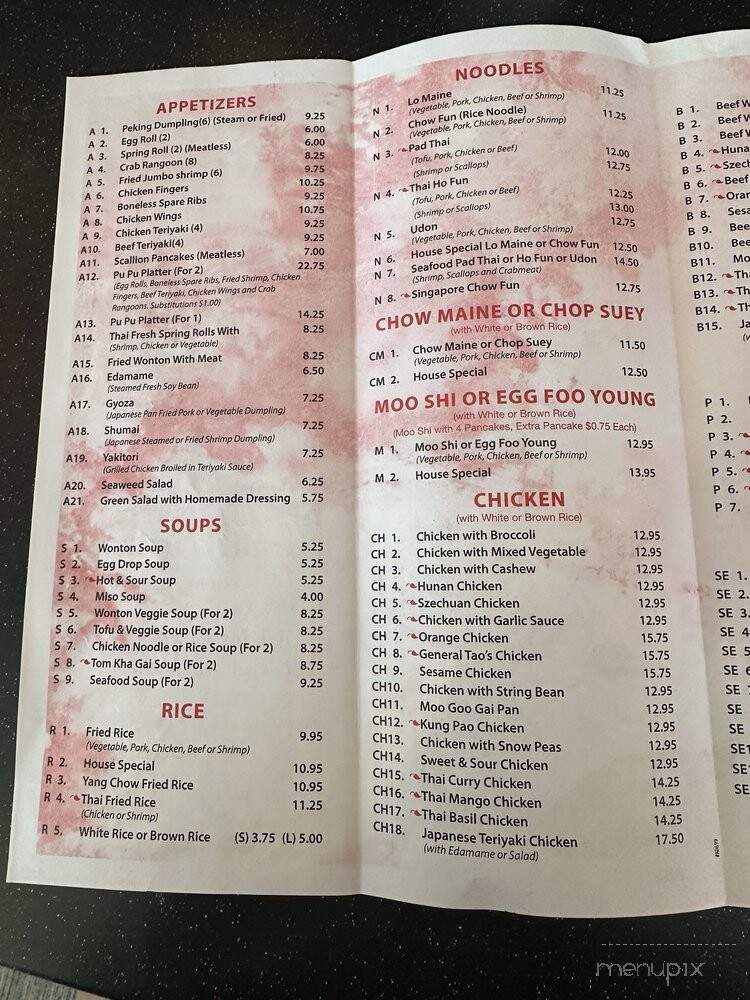 APPETIZERS
A 1. Peking Dumpling(6) (Steam or Fried) 9.25
A 2. Egg Roll (2) 6.00
A 3. Spring Roll (2) (Meatless) 6.00
A 4. Crab Rangoon (8) 8.25
A 5. Fried Jumbo shrimp (6) 9.75
A 6. Chicken Fingers 10.25
A 7. Boneless Spare Ribs 9.25
A 8. Chicken Wings 10.75
A 9. Chicken Teriyaki (4) 9.25
A10. Beef Teriyaki(4) 9.25
A11. Scallion Pancakes (Meatless) 7.00
A12. Pu Pu Platter (For 2) 22.75
(Egg Rolls, Boneless Spare Ribs, Fried Shrimp, Chicken
Fingers, Beef Teriyaki, Chicken Wings and Crab
Rangoons. Substitutions $1.00)
A13. Pu Pu Platter (For 1) 14.25
A14. Thai Fresh Spring Rolls With 8.25
(Shrimp, Chicken or Vegetable)
A15. Fried Wonton With Meat 8.25
A16. Edamame 6.50
(Steamed Fresh Soy Bean)
A17. Gyoza 7.25
(Japanese Pan Fried Pork or Vegetable Dumpling)
A18. Shumai 7.25
(Japanese Steamed or Fried Shrimp Dumpling)
A19. Yakitori 7.25
(Grilled Chicken Broiled in Teriyaki Sauce)
A20. Seaweed Salad 6.25
A21. Green Salad with Homemade Dressing 5.75
SOUPS
S 1. Wonton Soup 5.25
S 2. Egg Drop Soup 5.25
S 3. Hot & Sour Soup 5.25
S 4. Miso Soup 4.00
S 5. Wonton Veggie Soup (For 2) 8.25
S 6. Tofu & Veggie Soup (For 2) 8.25
S 7. Chicken Noodle or Rice Soup (For 2) 8.25
S 8. Tom Kha Gai Soup (For 2) 8.75
S 9. Seafood Soup (For 2) 9.25
RICE
R 1. Fried Rice 9.95
(Vegetable, Pork, Chicken, Beef or Shrimp)
R 2. House Special 10.95
R 3. Yang Chow Fried Rice 10.95
R 4. Thai Fried Rice 11.25
(Chicken or Shrimp)
R 5. White Rice or Brown Rice (S) 3.75 (L) 5.00
NOODLES
N 1. Lo Maine 11.25
(Vegetable, Pork, Chicken, Beef or Shrimp)
N 2. Chow Fun (Rice Noodle) 11.25
(Vegetable, Pork, Chicken, Beef or Shrimp)
N 3. Pad Thai
(Tofu, Pork, Chicken or Beef) 12.00
(Shrimp or Scallops) 12.75
N 4. Thai Ho Fun
(Tofu, Pork, Chicken or Beef) 12.25
(Shrimp or Scallops) 13.00
N 5. Udon 12.75
(Vegetable, Pork, Chicken, Beef or Shrimp)
N 6. House Special Lo Maine or Chow Fun 12.50
N 7. Seafood Pad Thai or Ho Fun or Udon 14.50
(Shrimp, Scallops and Crabmeat)
N 8. Singapore Chow Fun 12.75
CHOW MAINE OR CHOP SUEY
(with White or Brown Rice)
CM 1. Chow Maine or Chop Suey 11.50
(Vegetable, Pork, Chicken, Beef or Shrimp)
CM 2. House Special 12.50
MOO SHI OR EGG FOO YOUNG
(with White or Brown Rice)
(Moo Shi with 4 Pancakes, Extra Pancake $0.75 Each)
M 1. Moo Shi or Egg Foo Young 12.95
(Vegetable, Pork, Chicken, Beef or Shrimp)
M 2. House Special 13.95
CHICKEN
(with White or Brown Rice)
CH 1. Chicken with Broccoli 12.95
CH 2. Chicken with Mixed Vegetable 12.95
CH 3. Chicken with Cashew 12.95
CH 4. Hunan Chicken 12.95
CH 5. Szechuan Chicken 12.95
CH 6. Chicken with Garlic Sauce 12.95
CH 7. Orange Chicken 15.75
CH 8. General Tao's Chicken 15.75
CH 9. Sesame Chicken 15.75
CH10. Chicken with String Bean 12.95
CH11. Moo Goo Gai Pan 12.95
CH12. Kung Pao Chicken 12.95
CH13. Chicken with Snow Peas 12.95
CH14. Sweet & Sour Chicken 12.95
CH15. Thai Curry Chicken 14.25
CH16. Thai Mango Chicken 14.25
CH17. Thai Basil Chicken 14.25
CH18. Japanese Teriyaki Chicken 17.50
(with Edamame or Salad)
B 1. Beef
B 2. Beef
B 3. Beef
B 4.
B 5.
B 6. Beef
B 7.
B 8.
B 9.
B10.
B11.
B12.
B13.
B14.
B15.
P 1.
P 2.
P 3.
P 4.
P 5.
P 6.
P 7.
SE 1.
SE 2.
SE 3.
SE 4.
SE
SE
SE
SE
SE
menupix